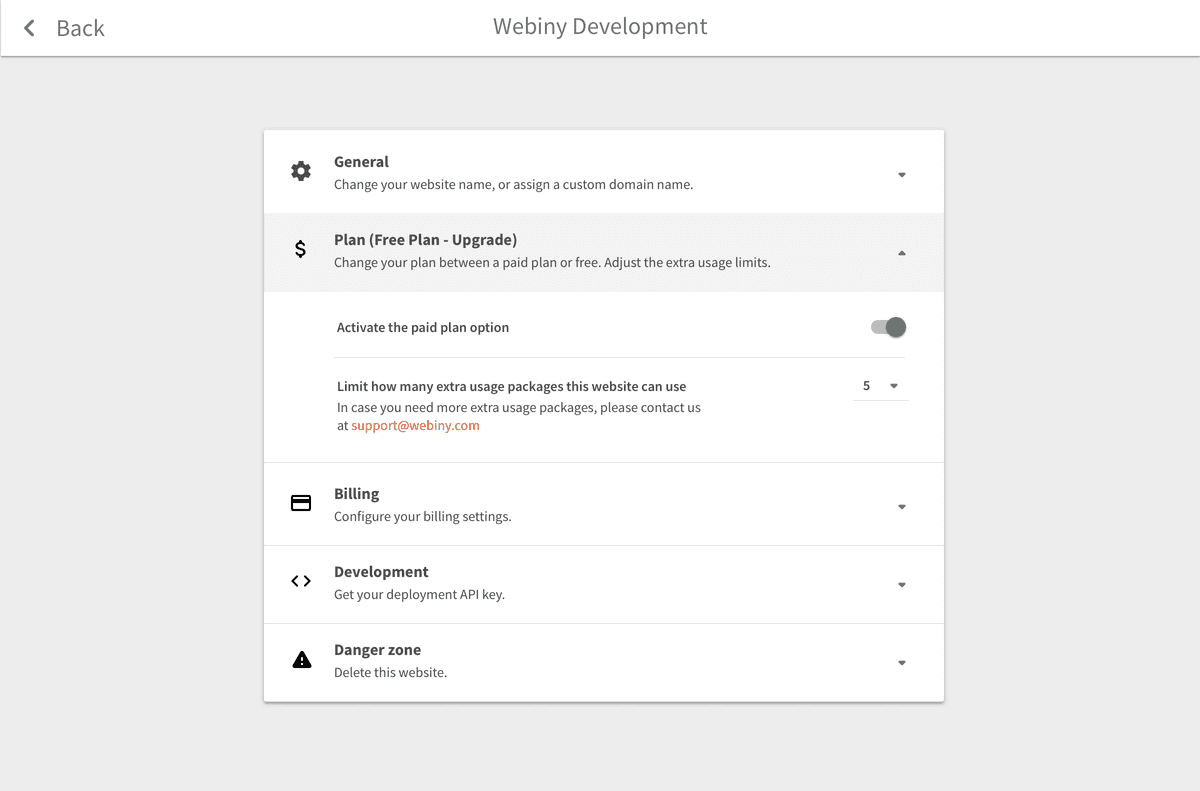 Back
Webiny Development
General
Change your website name, or assign a custom domain name.
Plan (Free Plan - Upgrade)
Change your plan between a paid plan or free. Adjust the extra usage limits.
Activate the paid plan option
Limit how many extra usage packages this website can use
5
In case you need more extra usage packages, please contact us
at support@webiny.com
Billing
Configure your billing settings.
Development
Get your deployment API key.
Danger zone
Delete this website.